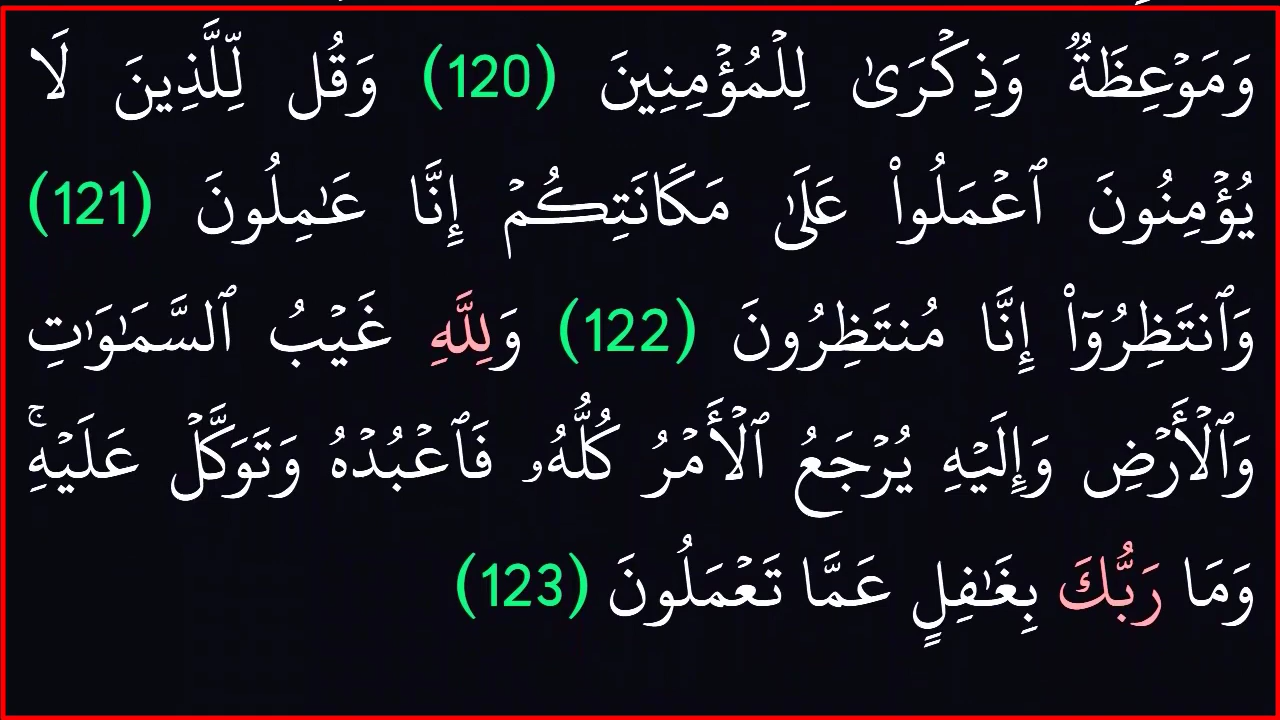 وَمَوۡعِظَةٞ وَذِكۡرَىٰ لِلۡمُؤۡمِنِينَ (120) وَقُل لِّلَّذِينَ لَا
يُؤۡمِنُونَ ٱعۡمَلُواْ عَلَىٰ مَكَانَتِكُمۡ إِنَّا عَٰمِلُونَ (121)
وَٱنتَظِرُوٓاْ إِنَّا مُنتَظِرُونَ (122) وَلِلَّهِ غَيۡبُ ٱلسَّمَٰوَٰتِ
وَٱلۡأَرۡضِ وَإِلَيۡهِ يُرۡجَعُ ٱلۡأَمۡرُ كُلُّهُۥ فَٱعۡبُدۡهُ وَتَوَكَّلۡ عَلَيۡهِۚ
وَمَا رَبُّكَ بِغَٰفِلٍ عَمَّا تَعۡمَلُونَ (123)